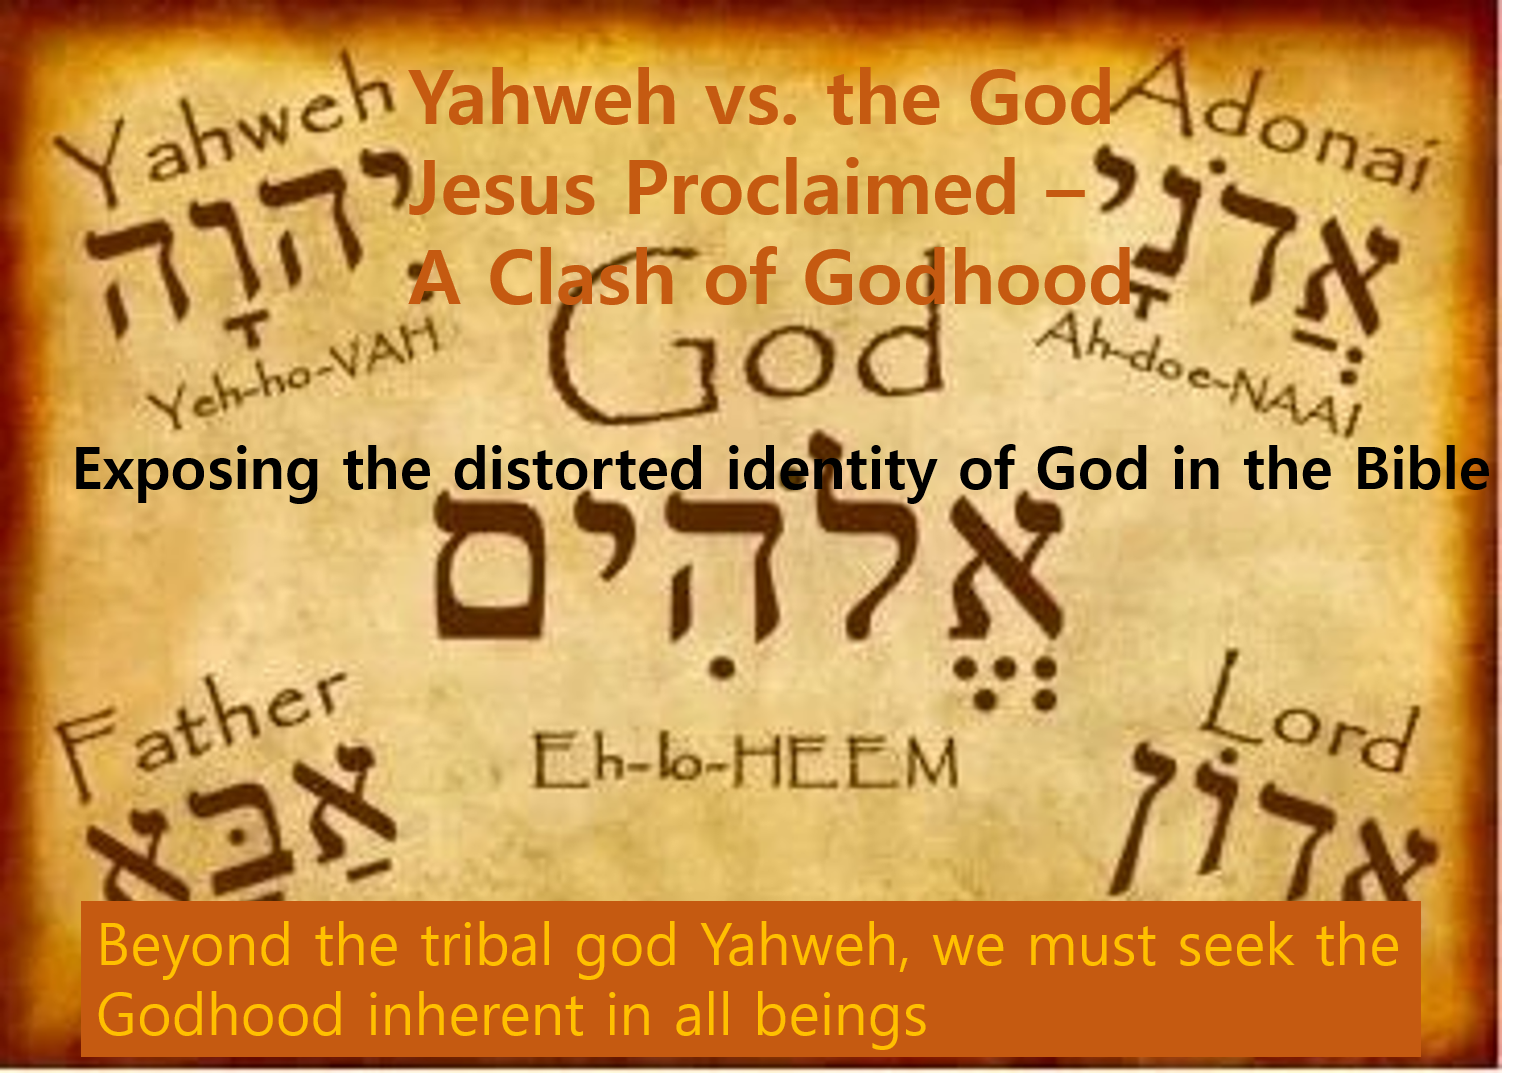 Yahweh
יִהוָה
Yeh-ho-VAH
Yahweh vs. the God
Jesus Proclaimed –
A Clash of Godhood
Adonai
אֲדֹנָי
Ah-doe-NAAI
God
Exposing the distorted identity of God in the Bible
אֱלֹהִים
Eh-lo-HEEM
Father
אַבָּא
Lord
אָדוֹן
Beyond the tribal god Yahweh, we must seek the
Godhood inherent in all beings